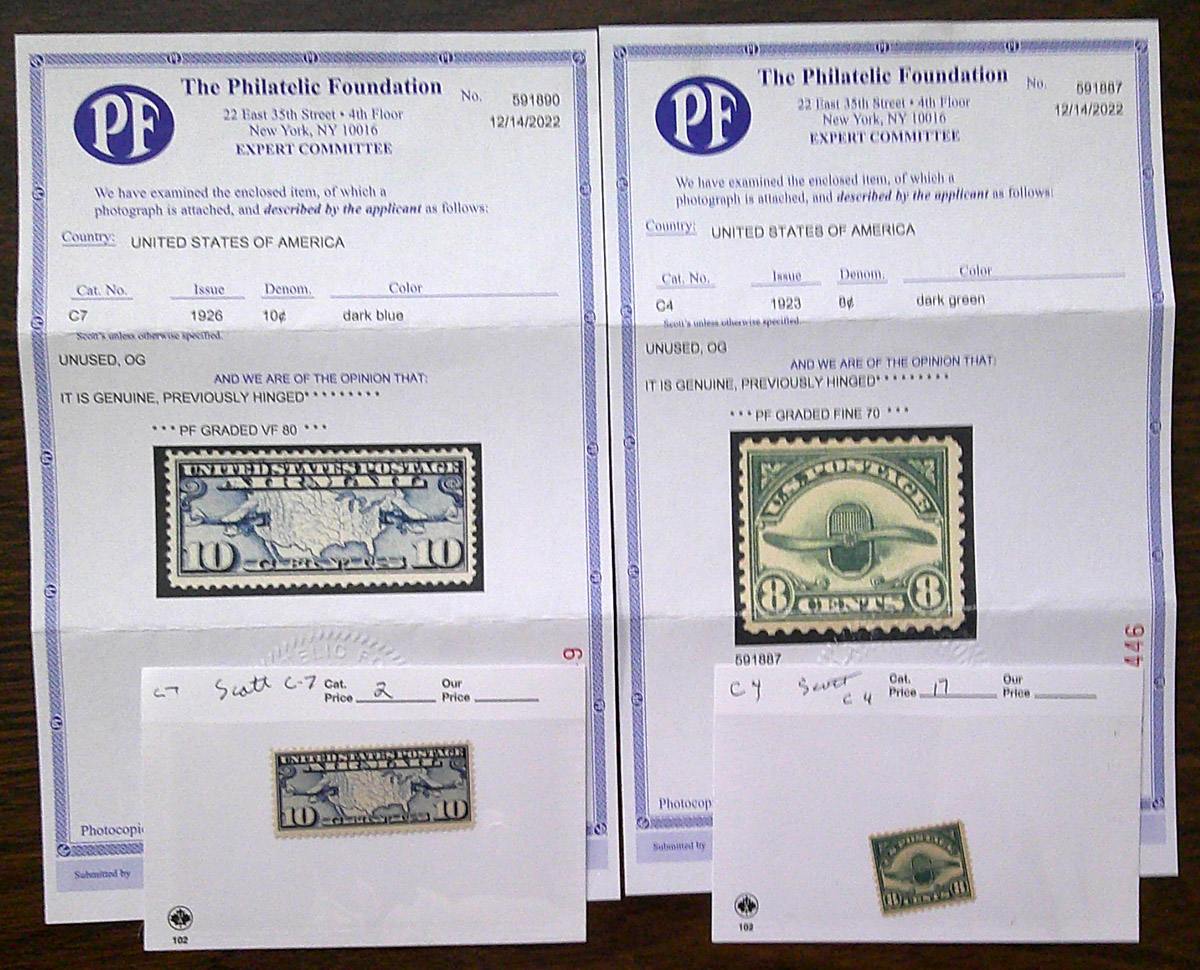 PF
The Philatelic Foundation
No. 591890
22 East 35th Street • 4th Floor
12/14/2022
New York, NY 10016
EXPERT COMMITTEE
We have examined the enclosed item, of which a
photograph is attached, and described by the applicant as follows:
Country: UNITED STATES OF AMERICA
Cat. No. Issue Denom. Color
C7 1926 10¢ dark blue
Scott's unless otherwise specified.
UNUSED, OG
AND WE ARE OF THE OPINION THAT:
IT IS GENUINE, PREVIOUSLY HINGED*********
*** PF GRADED VF 80 ***
UNITED STATES POSTAGE
AIR MAIL
10 CENTS 10
9
C7 Scott C-7 Cat. Price 2 Our Price
UNITED STATES POSTAGE
AIR MAIL
10 CENTS 10
Photocopi
Submitted by
102
PF
The Philatelic Foundation
No. 591887
22 East 35th Street • 4th Floor
12/14/2022
New York, NY 10016
EXPERT COMMITTEE
We have examined the enclosed item, of which a
photograph is attached, and described by the applicant as follows:
Country: UNITED STATES OF AMERICA
Cat. No. Issue Denom. Color
C4 1923 8¢ dark green
Scott's unless otherwise specified.
UNUSED, OG
AND WE ARE OF THE OPINION THAT:
IT IS GENUINE, PREVIOUSLY HINGED*********
*** PF GRADED FINE 70 ***
U.S. POSTAGE
8 CENTS 8
446
591887
C4 Scott C4 Cat. Price 17 Our Price
U.S. POSTAGE
8 CENTS 8
Photocop
Submitted by
102